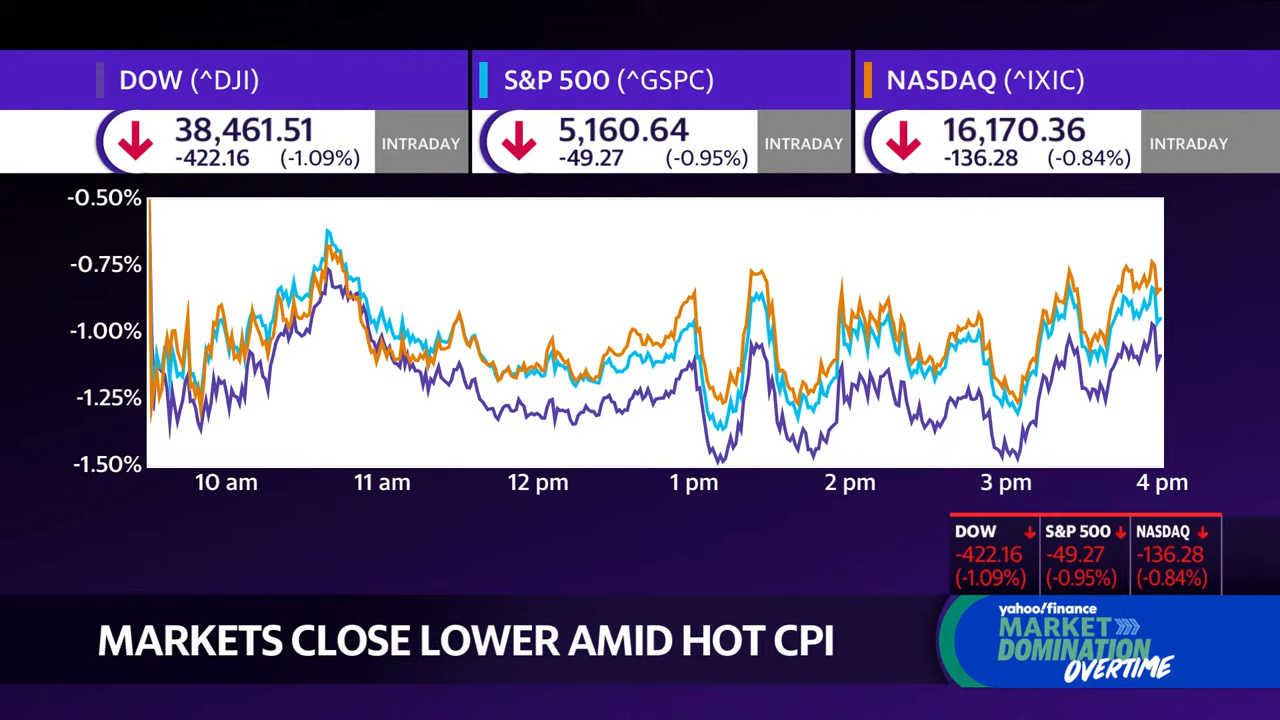 DOW (^DJI)
38,461.51
-422.16 (-1.09%)
INTRADAY
S&P 500 (^GSPC)
5,160.64
-49.27 (-0.95%)
INTRADAY
NASDAQ (^IXIC)
16,170.36
-136.28 (-0.84%)
INTRADAY
-0.50%
-0.75%
-1.00%
-1.25%
-1.50%
10 am 11 am 12 pm 1 pm 2 pm 3 pm 4 pm
DOW
-422.16
(-1.09%)
S&P 500
-49.27
(-0.95%)
NASDAQ
-136.28
(-0.84%)
MARKETS CLOSE LOWER AMID HOT CPI
yahoo!finance
MARKET
DOMINATION
OVERTIME